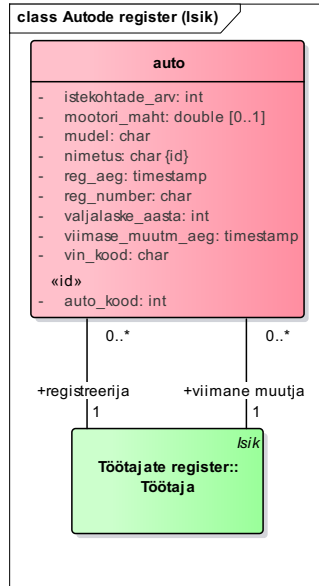 class Autode register (Isik)
auto
- istekohtade_arv: int
- mootori_maht: double [0..1]
- mudel: char
- nimetus: char {id}
- reg_aeg: timestamp
- reg_number: char
- valjalaske_aasta: int
- viimase_muutm_aeg: timestamp
- vin_kood: char
«id»
- auto_kood: int
0..* 0..*
+registreerija +viimane muutja
1 1
Isik
Töötajate register::
Töötaja